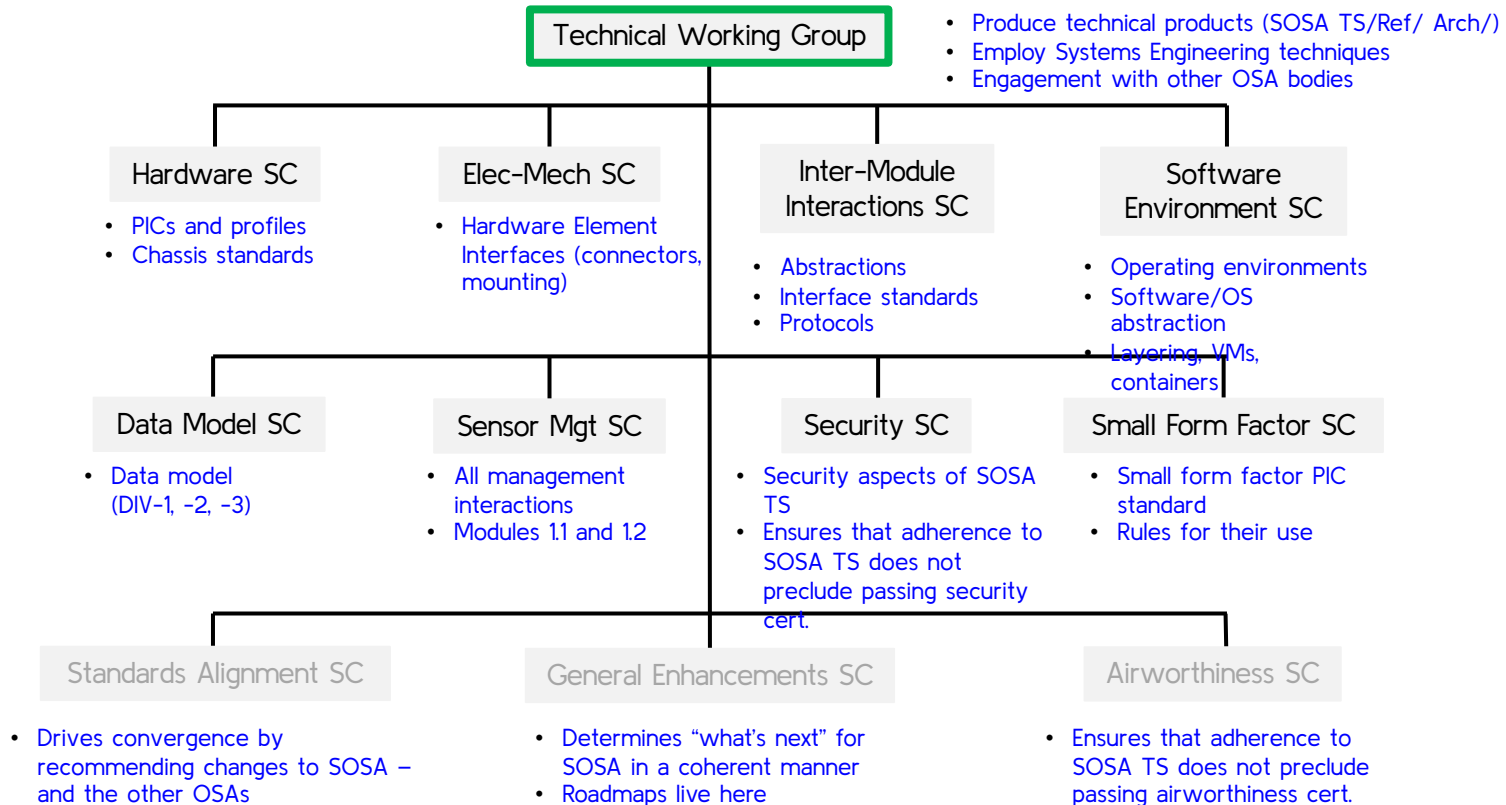 Technical Working Group
• Produce technical products (SOSA TS/Ref/ Arch/)
• Employ Systems Engineering techniques
• Engagement with other OSA bodies
Hardware SC
• PICs and profiles
• Chassis standards
Elec-Mech SC
• Hardware Element
Interfaces (connectors,
mounting)
Inter-Module
Interactions SC
• Abstractions
• Interface standards
• Protocols
Software
Environment SC
• Operating environments
• Software/OS
abstraction
• Layering, VMs,
containers
Data Model SC
• Data model
(DIV-1, -2, -3)
Sensor Mgt SC
• All management
interactions
• Modules 1.1 and 1.2
Security SC
• Security aspects of SOSA
TS
• Ensures that adherence to
SOSA TS does not
preclude passing security
cert.
Small Form Factor SC
• Small form factor PIC
standard
• Rules for their use
Standards Alignment SC
• Drives convergence by
recommending changes to SOSA –
and the other OSAs
General Enhancements SC
• Determines “what’s next” for
SOSA in a coherent manner
• Roadmaps live here
Airworthiness SC
• Ensures that adherence to
SOSA TS does not preclude
passing airworthiness cert.